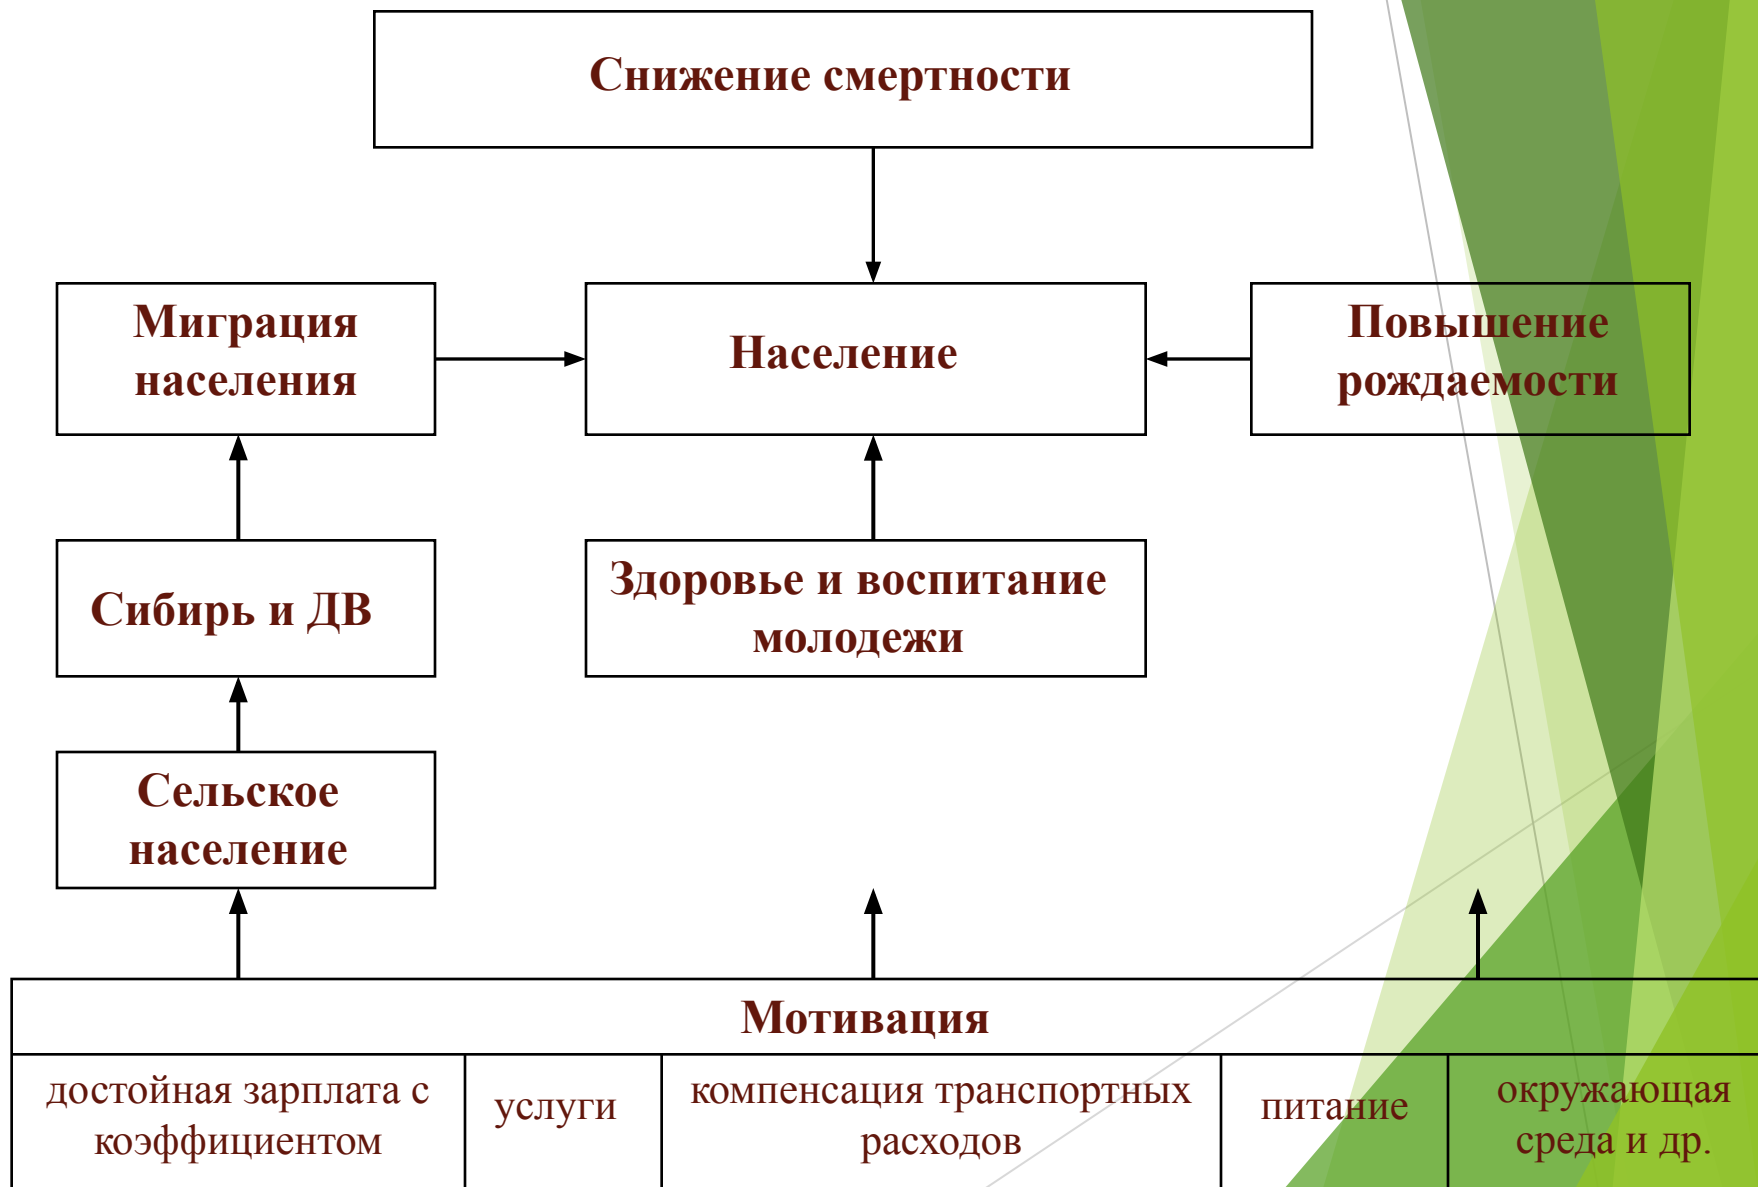 Снижение смертности
Миграция
населения
Население
Повышение
рождаемости
Сибирь и ДВ
Здоровье и воспитание
молодежи
Сельское
население
Мотивация
достойная зарплата с
коэффициентом
услуги
компенсация транспортных
расходов
питание
окружающая
среда и др.